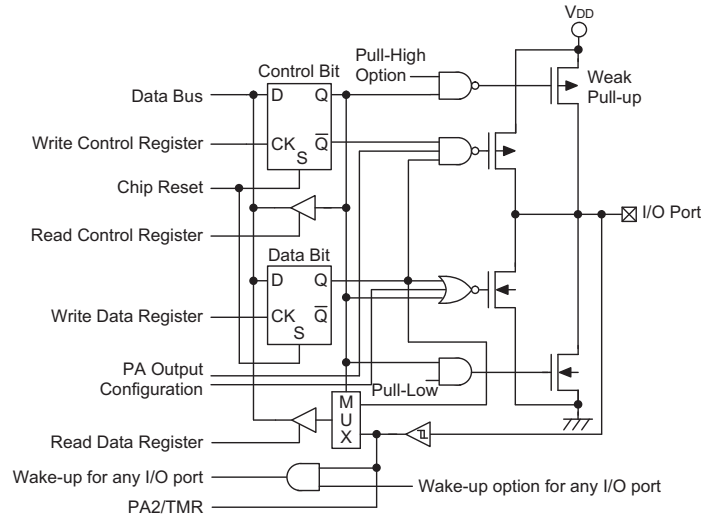 VDD
Pull-High
Option
Control Bit
Weak
Pull-up
Data Bus
D
Q
Write Control Register
CK
Q
S
Chip Reset
I/O Port
Read Control Register
Data Bit
D
Q
Write Data Register
CK
Q
S
PA Output
Configuration
Pull-Low
M
U
X
Read Data Register
Wake-up for any I/O port
Wake-up option for any I/O port
PA2/TMR